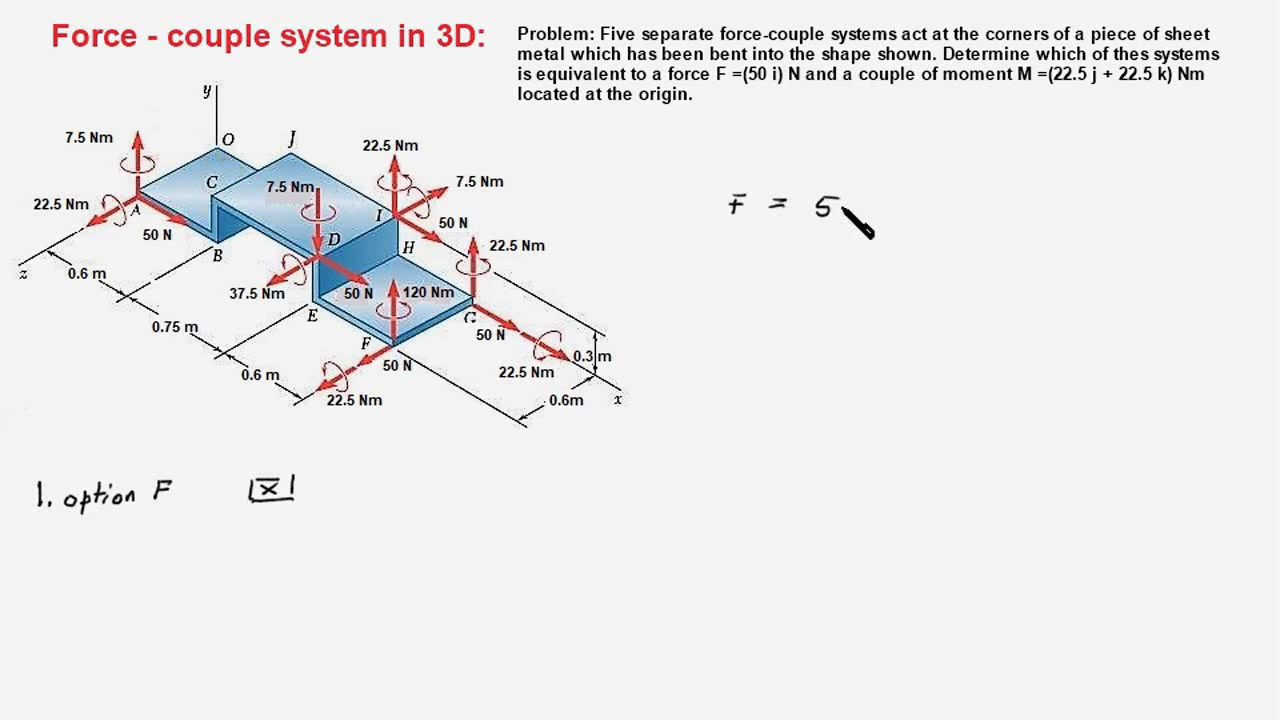 Force - couple system in 3D:
Problem: Five separate force-couple systems act at the corners of a piece of sheet
metal which has been bent into the shape shown. Determine which of thes systems
is equivalent to a force F =(50 i) N and a couple of moment M =(22.5 j + 22.5 k) Nm
located at the origin.
y
7.5 Nm
O
J
22.5 Nm
C
7.5 Nm
7.5 Nm
22.5 Nm
A
I
50 N
50 N
D
H
22.5 Nm
B
z
0.6 m
37.5 Nm
50 N
120 Nm
E
G
0.75 m
F
50 N
0.3 m
50 N
22.5 Nm
0.6 m
22.5 Nm
0.6m
x
F̄ = 5
1. option F |x̄|